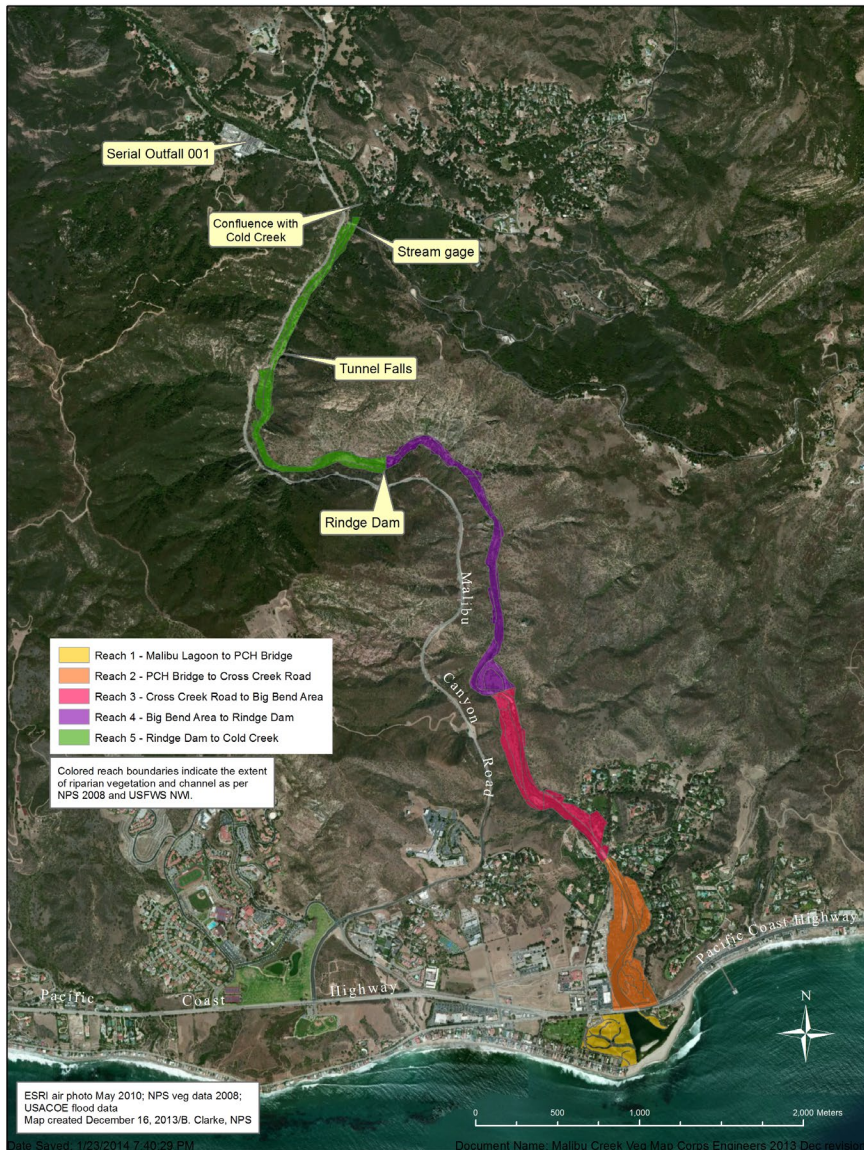 Serial Outfall 001
Confluence with
Cold Creek
Stream gage
Tunnel Falls
Rindge Dam
Malibu
Canyon
Road
Reach 1 - Malibu Lagoon to PCH Bridge
Reach 2 - PCH Bridge to Cross Creek Road
Reach 3 - Cross Creek Road to Big Bend Area
Reach 4 - Big Bend Area to Rindge Dam
Reach 5 - Rindge Dam to Cold Creek
Colored reach boundaries indicate the extent
of riparian vegetation and channel as per
NPS 2008 and USFWS NWI.
Pacific Coast Highway
Pacific Coast Highway
N
ESRI air photo May 2010; NPS veg data 2008;
USACOE flood data
Map created December 16, 2013/B. Clarke, NPS
0 500 1,000 2,000 Meters
Date Saved: 1/23/2014 7:40:29 PM
Document Name: Malibu Creek Veg Map Corps Engineers 2013 Dec revision